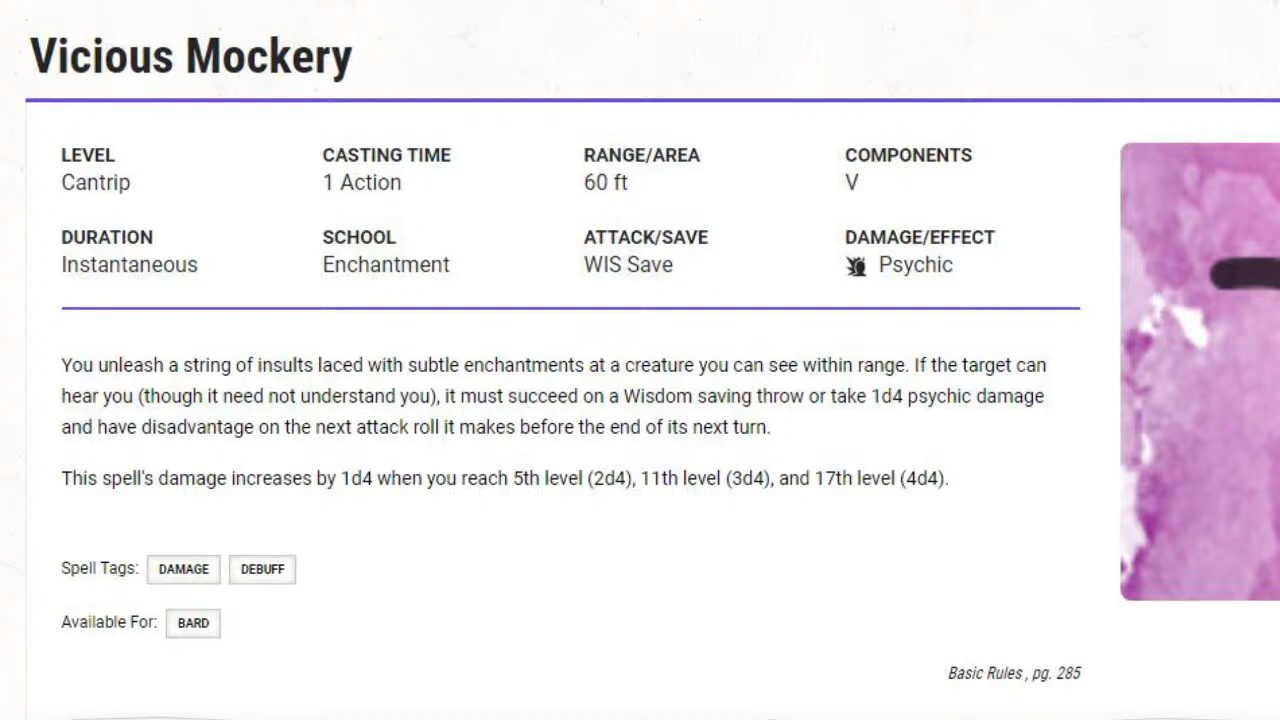 Vicious Mockery
LEVEL CASTING TIME RANGE/AREA COMPONENTS
Cantrip 1 Action 60 ft V
DURATION SCHOOL ATTACK/SAVE DAMAGE/EFFECT
Instantaneous Enchantment WIS Save Psychic
You unleash a string of insults laced with subtle enchantments at a creature you can see within range. If the target can
hear you (though it need not understand you), it must succeed on a Wisdom saving throw or take 1d4 psychic damage
and have disadvantage on the next attack roll it makes before the end of its next turn.
This spell's damage increases by 1d4 when you reach 5th level (2d4), 11th level (3d4), and 17th level (4d4).
Spell Tags: DAMAGE DEBUFF
Available For: BARD
Basic Rules , pg. 285